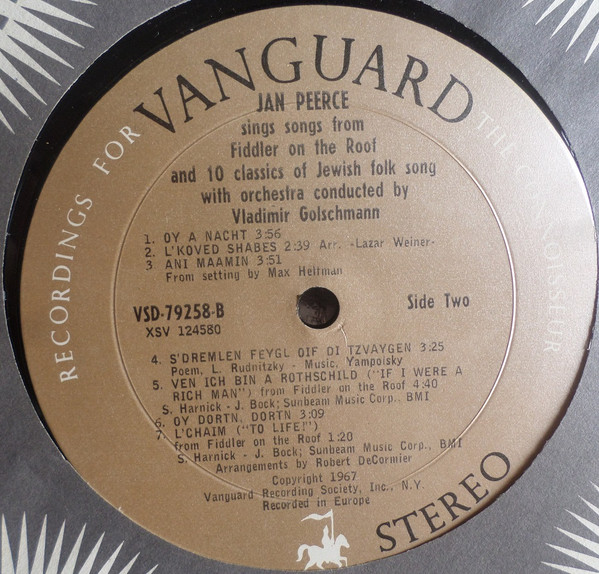 RECORDINGS FOR VANGUARD THE CONNOISSEUR
JAN PEERCE
sings songs from
Fiddler on the Roof
and 10 classics of Jewish folk song
with orchestra conducted by
Vladimir Golschmann
1. OY A NACHT 3:56
2. L'KOVED SHABES 2:39 Arr. -Lazar Weiner-
3 ANI MAAMIN 3:51
From setting by Max Helfman
VSD-79258-B
Side Two
XSV 124580
4. S'DREMLEN FEYGL OIF DI TZVAYGEN 3:25
Poem, L. Rudnitzky - Music, Yampolsky
5. VEN ICH BIN A ROTHSCHILD ("IF I WERE A
RICH MAN") from Fiddler on the Roof 4:40
S. Harnick - J. Bock; Sunbeam Music Corp., BMI
6. OY DORTN, DORTN 3:09
7. L'CHAIM ("TO LIFE!")
from Fiddler on the Roof 1:20
S. Harnick - J. Bock; Sunbeam Music Corp., BMI
Arrangements by Robert DeCormier
Copyright 1967
Vanguard Recording Society, Inc., N.Y.
Recorded in Europe
STEREO